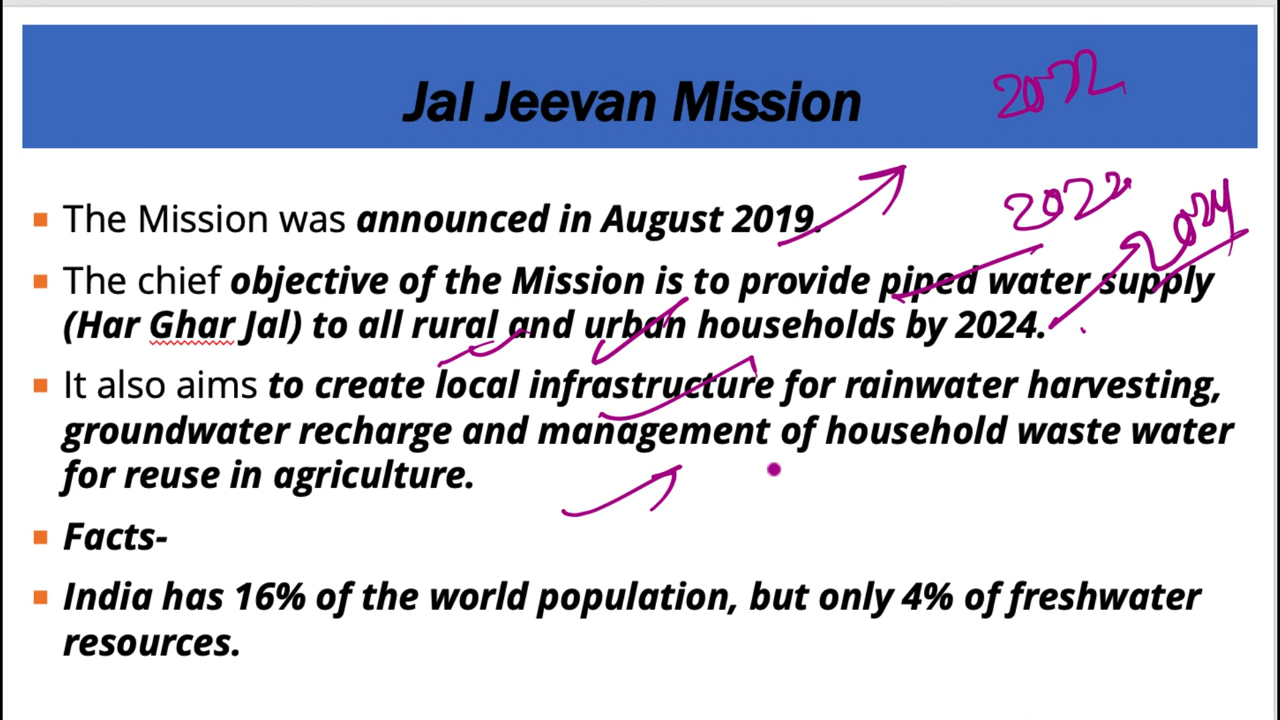 Jal Jeevan Mission
2032
2022
2024
▪ The Mission was announced in August 2019.
▪ The chief objective of the Mission is to provide piped water supply
(Har Ghar Jal) to all rural and urban households by 2024.
▪ It also aims to create local infrastructure for rainwater harvesting,
groundwater recharge and management of household waste water
for reuse in agriculture.
▪ Facts-
▪ India has 16% of the world population, but only 4% of freshwater
resources.